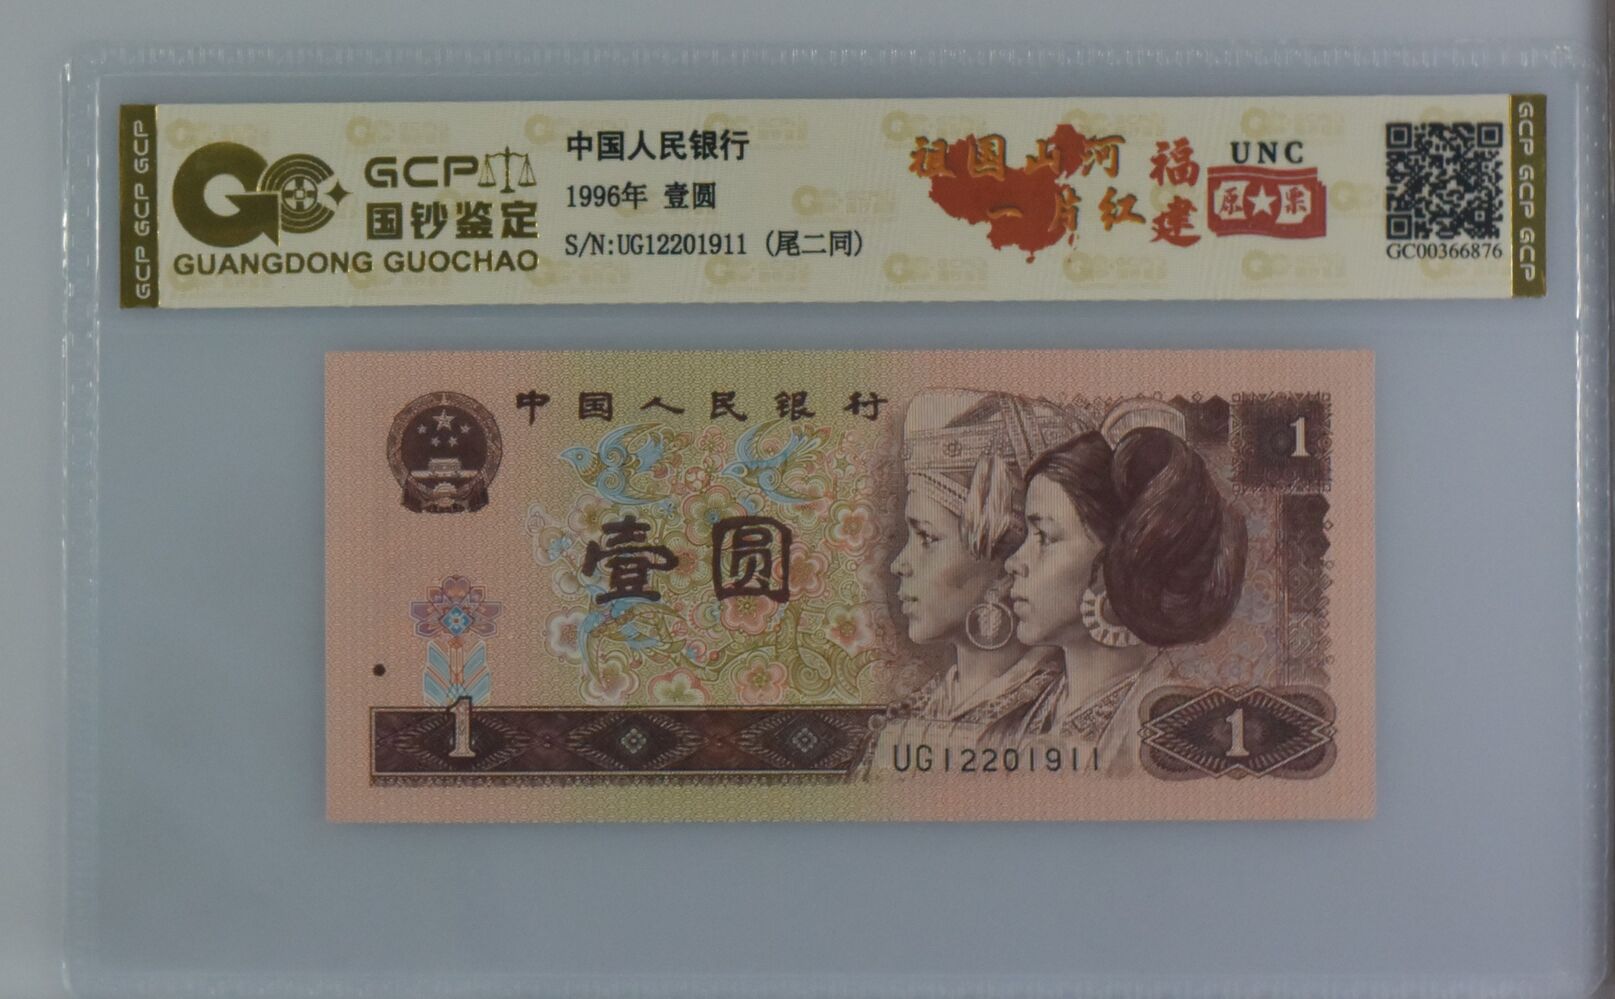 GCP GCP GCP
GCP
国钞鉴定
GUANGDONG GUOCHAO
中国人民银行
1996年 壹圆
S/N:UG12201911 (尾二同)
祖国山河
一片红
福建
UNC
原票
GC00366876
GCP GCP GCP
中国人民银行
1
壹圆
1
UG12201911
1